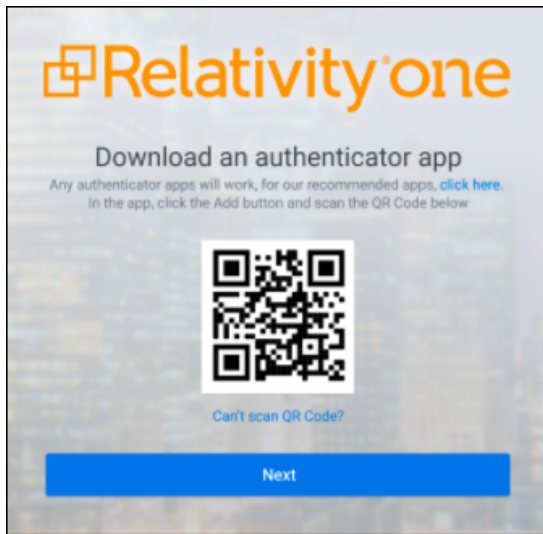 Relativity one
Download an authenticator app
Any authenticator apps will work, for our recommended apps, click here.
In the app, click the Add button and scan the QR Code below
Can't scan QR Code?
Next